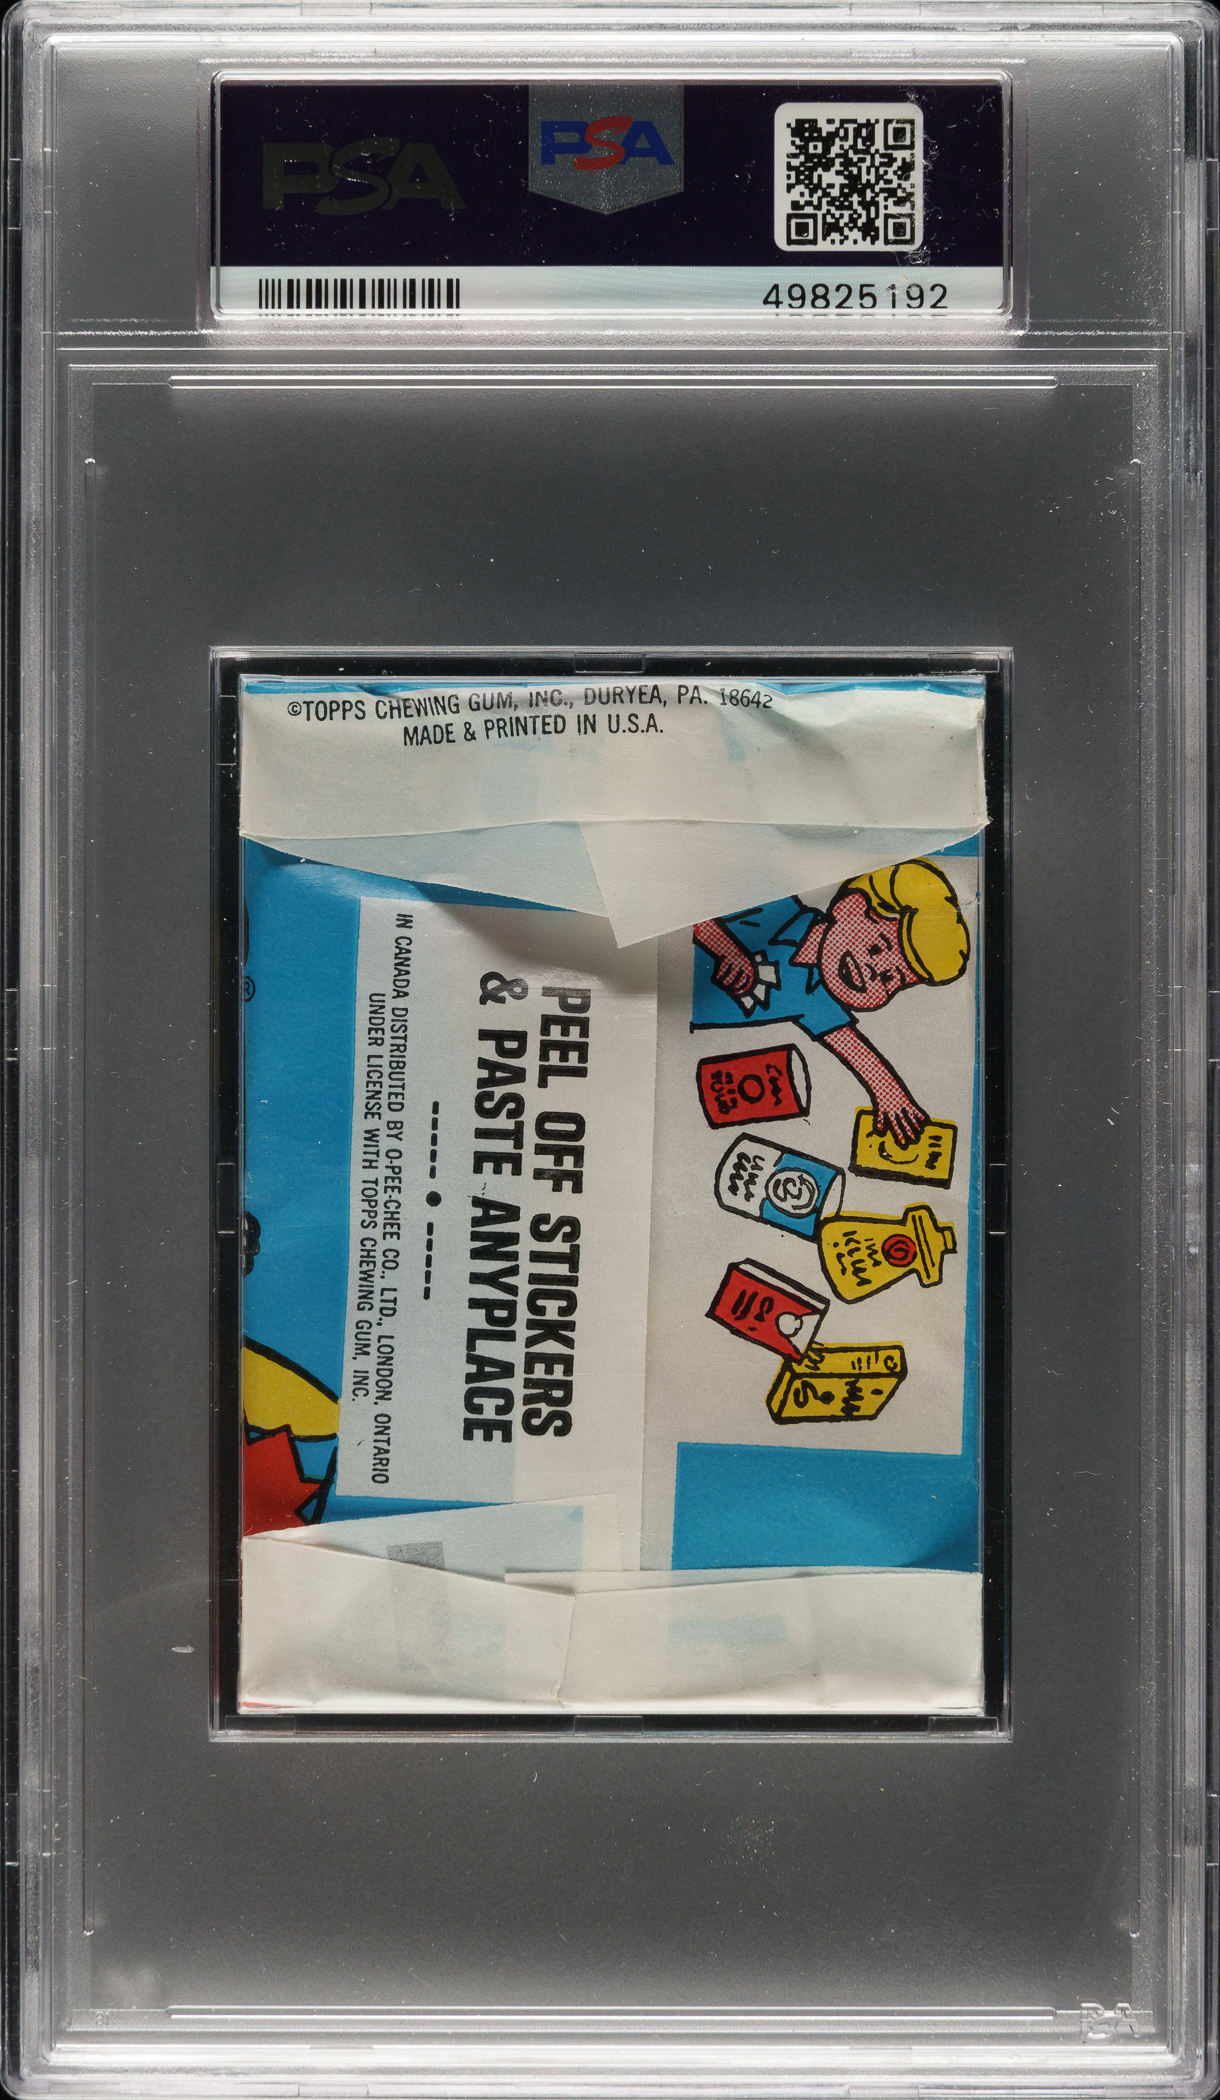 PSA
PSA
49825192
©TOPPS CHEWING GUM, INC., DURYEA, PA. 18642
MADE & PRINTED IN U.S.A.
PEEL OFF STICKERS
& PASTE ANYPLACE
IN CANADA DISTRIBUTED BY O-PEE-CHEE CO., LTD., LONDON, ONTARIO
UNDER LICENSE WITH TOPPS CHEWING GUM, INC.
®
PSA